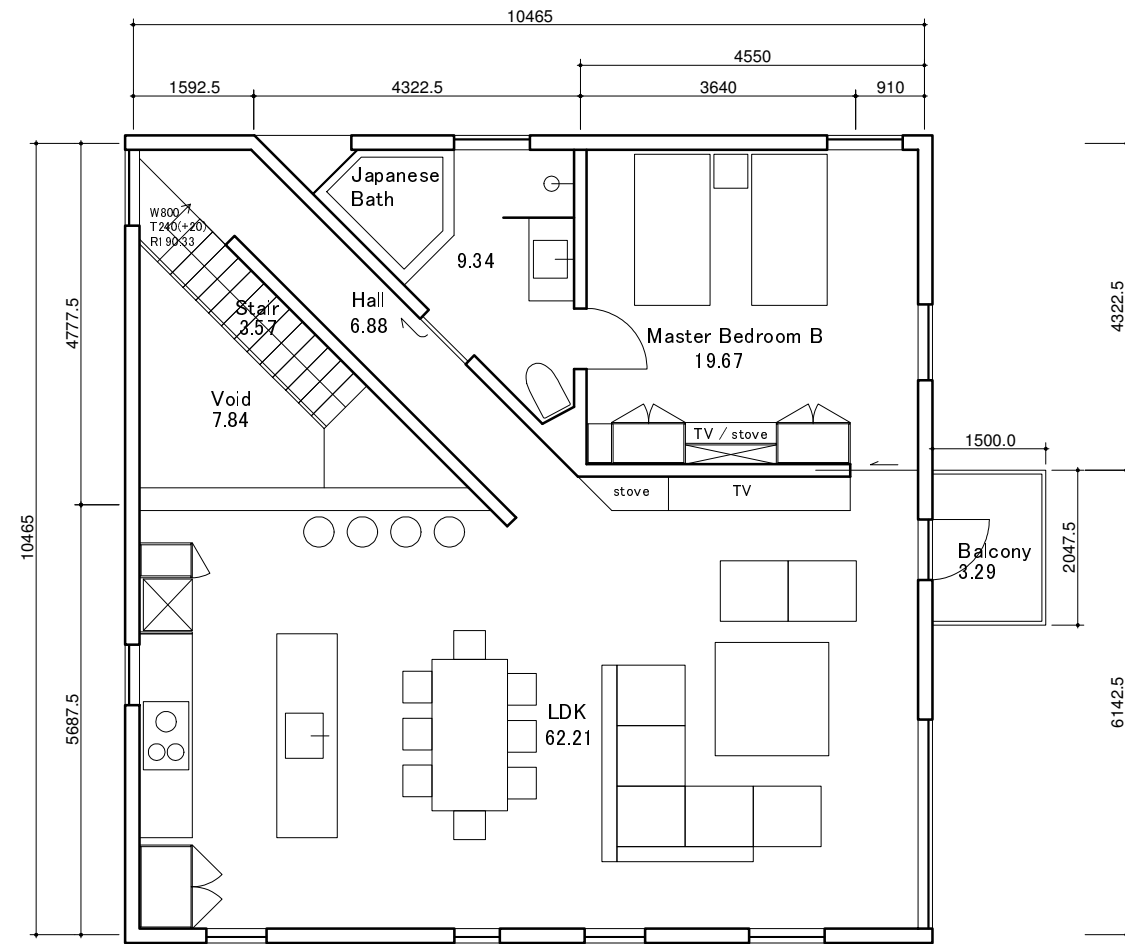 10465
4550
1592.5
4322.5
3640
910
Japanese
Bath
W800
T240(+20)
R190.33
9.34
Hall
6.88
Stair
3.57
4777.5
4322.5
Master Bedroom B
19.67
Void
7.84
TV / stove
1500.0
stove
TV
10465
Balcony
3.29
2047.5
5687.5
LDK
62.21
6142.5